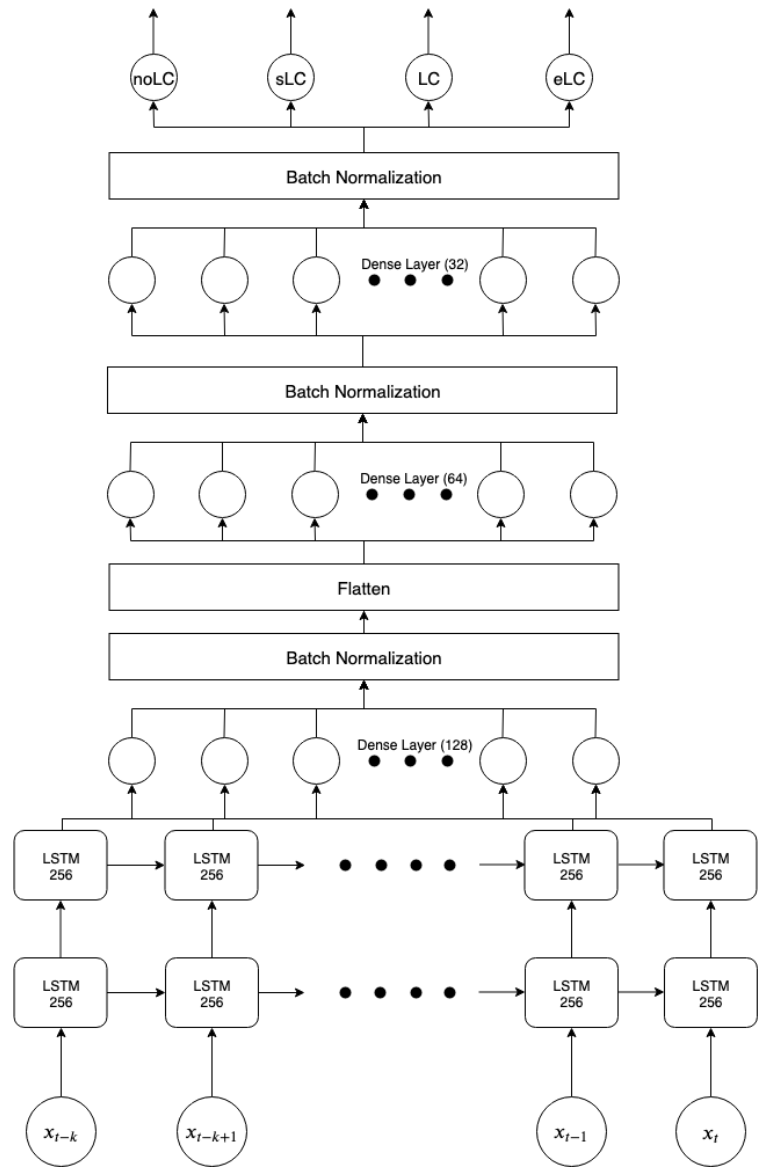 noLC sLC LC eLC
Batch Normalization
Dense Layer (32)
Batch Normalization
Dense Layer (64)
Flatten
Batch Normalization
Dense Layer (128)
LSTM LSTM LSTM LSTM
256 256 256 256
LSTM LSTM LSTM LSTM
256 256 256 256
x_{t-k} x_{t-k+1} x_{t-1} x_t